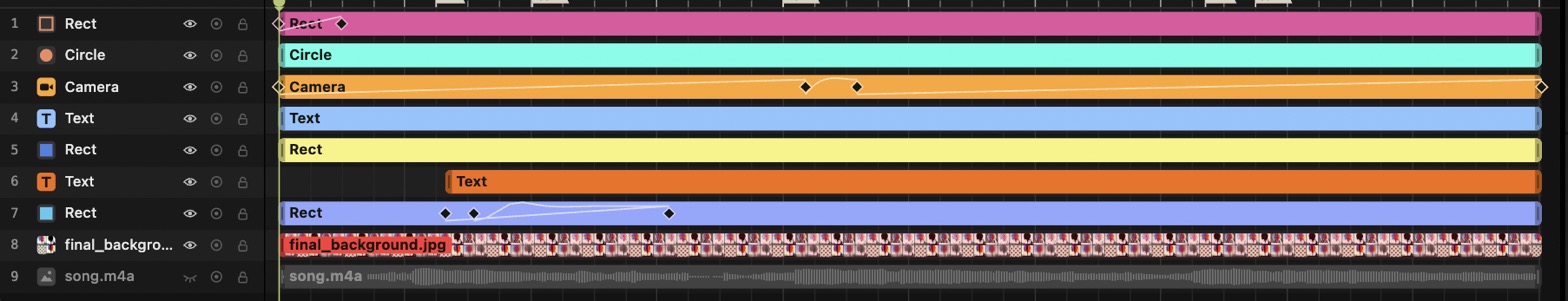 1 Rect Rect
2 Circle Circle
3 Camera Camera
4 T Text Text
5 Rect Rect
6 T Text Text
7 Rect Rect
8 final_backgro... final_background.jpg
9 song.m4a song.m4a